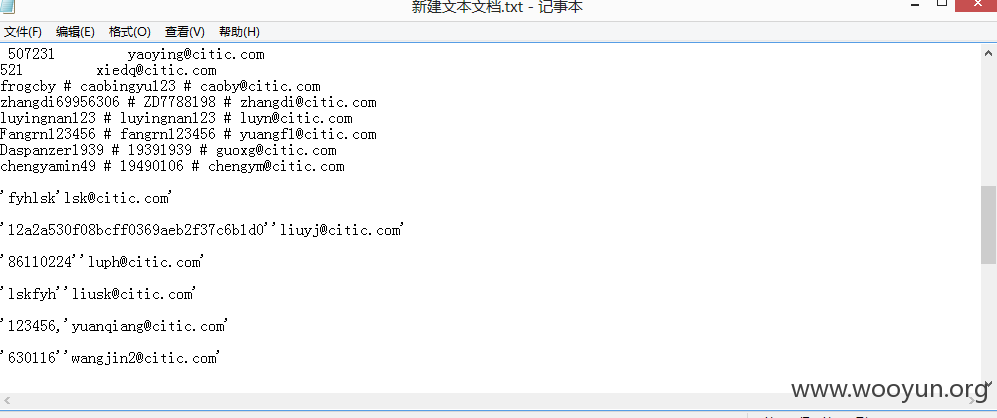 新建文本文档.txt - 记事本
文件(F) 编辑(E) 格式(O) 查看(V) 帮助(H)
507231 yaoying@citic.com
521 xiedq@citic.com
frogcby # caobingyu123 # caoby@citic.com
zhangdi69956306 # ZD7788198 # zhangdi@citic.com
luyingnan123 # luyingnan123 # luyn@citic.com
Fangrn123456 # fangrn123456 # yuangfl@citic.com
Daspanzer1939 # 19391939 # guoxg@citic.com
chengyamin49 # 19490106 # chengym@citic.com
'fyhlsk'lsk@citic.com'
'12a2a530f08bcff0369aeb2f37c6b1d0''liuyj@citic.com'
'86110224''luph@citic.com'
'lskfyh''liusk@citic.com'
'123456,'yuanqiang@citic.com'
'630116''wangjin2@citic.com'
www.wooyun.org